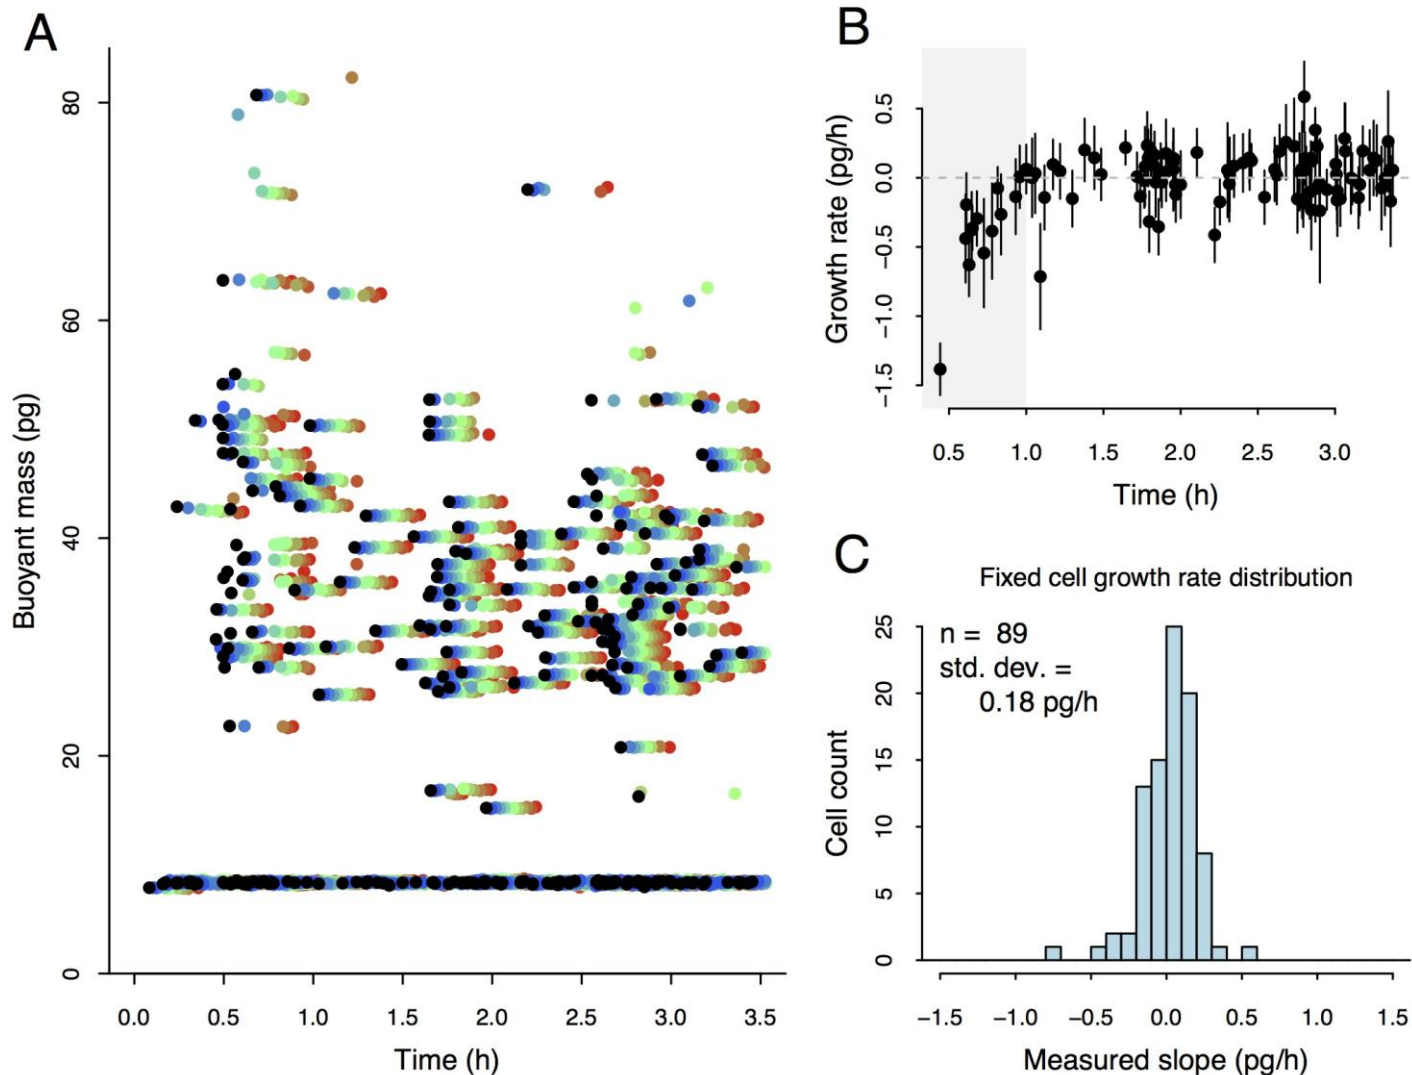 A
Buoyant mass (pg)
80
60
40
20
0
0.0 0.5 1.0 1.5 2.0 2.5 3.0 3.5
Time (h)
B
Growth rate (pg/h)
0.5
0.0
−0.5
−1.0
−1.5
0.5 1.0 1.5 2.0 2.5 3.0
Time (h)
C
Fixed cell growth rate distribution
n = 89
std. dev. =
0.18 pg/h
Cell count
25
20
15
10
5
0
−1.5 −1.0 −0.5 0.0 0.5 1.0 1.5
Measured slope (pg/h)